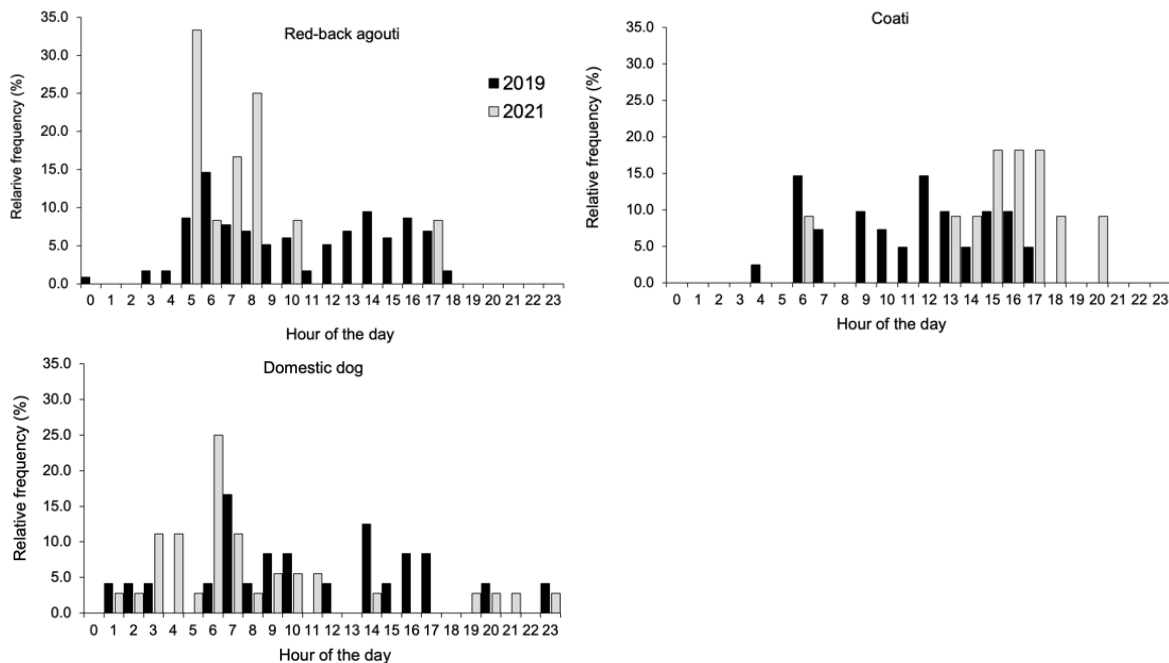 Red-back agouti
Relarive frequency (%)
35.0
30.0
25.0
20.0
15.0
10.0
5.0
0.0
2019
2021
0 1 2 3 4 5 6 7 8 9 10 11 12 13 14 15 16 17 18 19 20 21 22 23
Hour of the day
Coati
Relative frequency (%)
35.0
30.0
25.0
20.0
15.0
10.0
5.0
0.0
0 1 2 3 4 5 6 7 8 9 10 11 12 13 14 15 16 17 18 19 20 21 22 23
Hour of the day
Domestic dog
Relative frequency (%)
35.0
30.0
25.0
20.0
15.0
10.0
5.0
0.0
0 1 2 3 4 5 6 7 8 9 10 11 12 13 14 16 17 18 19 20 21 22 23
Hour of the day